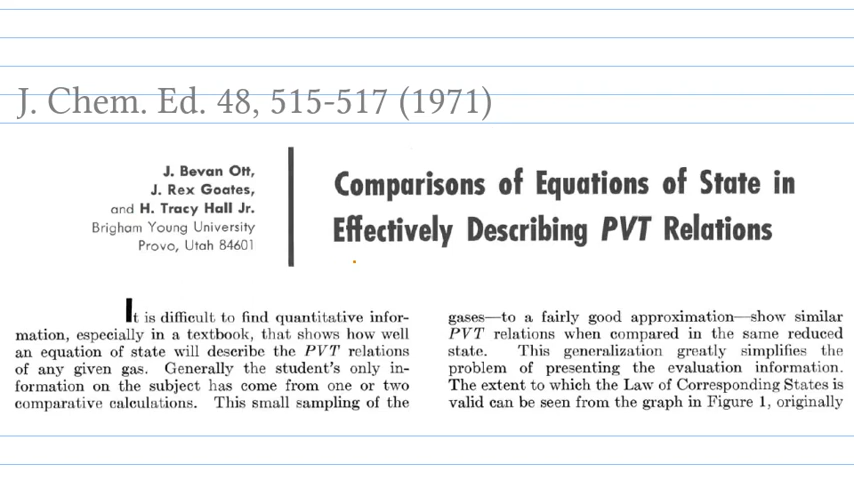 J. Chem. Ed. 48, 515-517 (1971)
J. Bevan Ott,
J. Rex Goates,
and H. Tracy Hall Jr.
Brigham Young University
Provo, Utah 84601
Comparisons of Equations of State in
Effectively Describing PVT Relations
It is difficult to find quantitative infor-
mation, especially in a textbook, that shows how well
an equation of state will describe the PVT relations
of any given gas. Generally the student's only in-
formation on the subject has come from one or two
comparative calculations. This small sampling of the
gases—to a fairly good approximation—show similar
PVT relations when compared in the same reduced
state. This generalization greatly simplifies the
problem of presenting the evaluation information.
The extent to which the Law of Corresponding States is
valid can be seen from the graph in Figure 1, originally